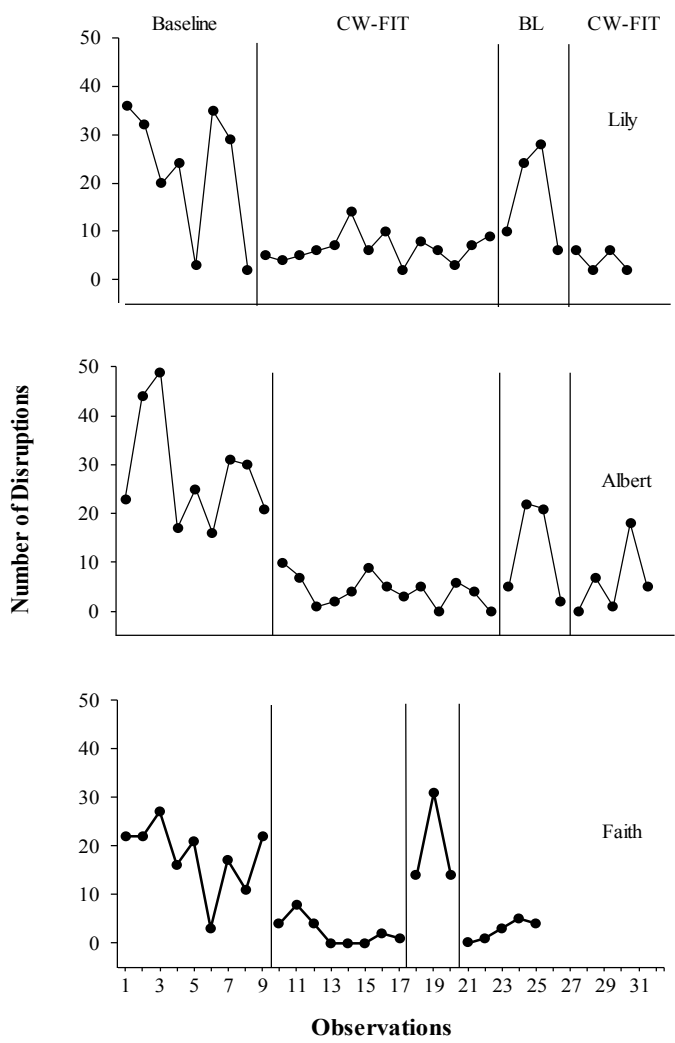 Baseline CW-FIT BL CW-FIT
50
40
30
20
10
0
Lily
Number of Disruptions
50
40
30
20
10
0
Albert
50
40
30
20
10
0
Faith
1 3 5 7 9 11 13 15 17 19 21 23 25 27 29 31
Observations